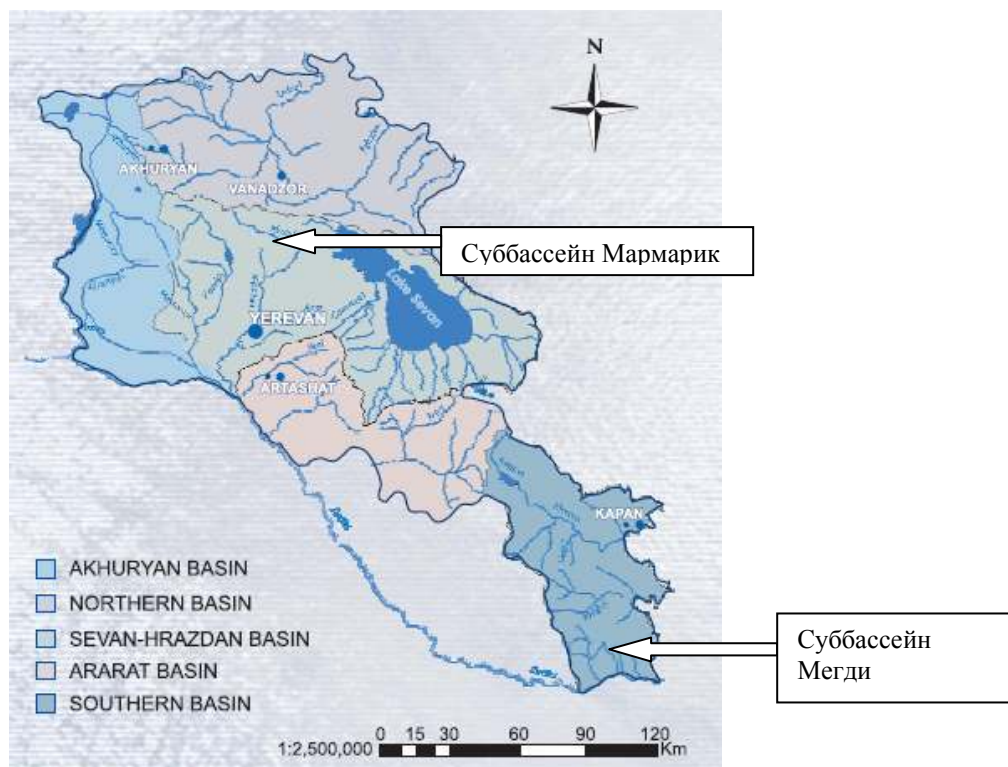 N
AKHURYAN
VANADZOR
Суббассейн Мармарик
Lake Sevan
YEREVAN
ARTASHAT
KAPAN
AKHURYAN BASIN
NORTHERN BASIN
SEVAN-HRAZDAN BASIN
ARARAT BASIN
SOUTHERN BASIN
Суббассейн
Мегди
0 15 30 60 90 120
1:2,500,000 Km